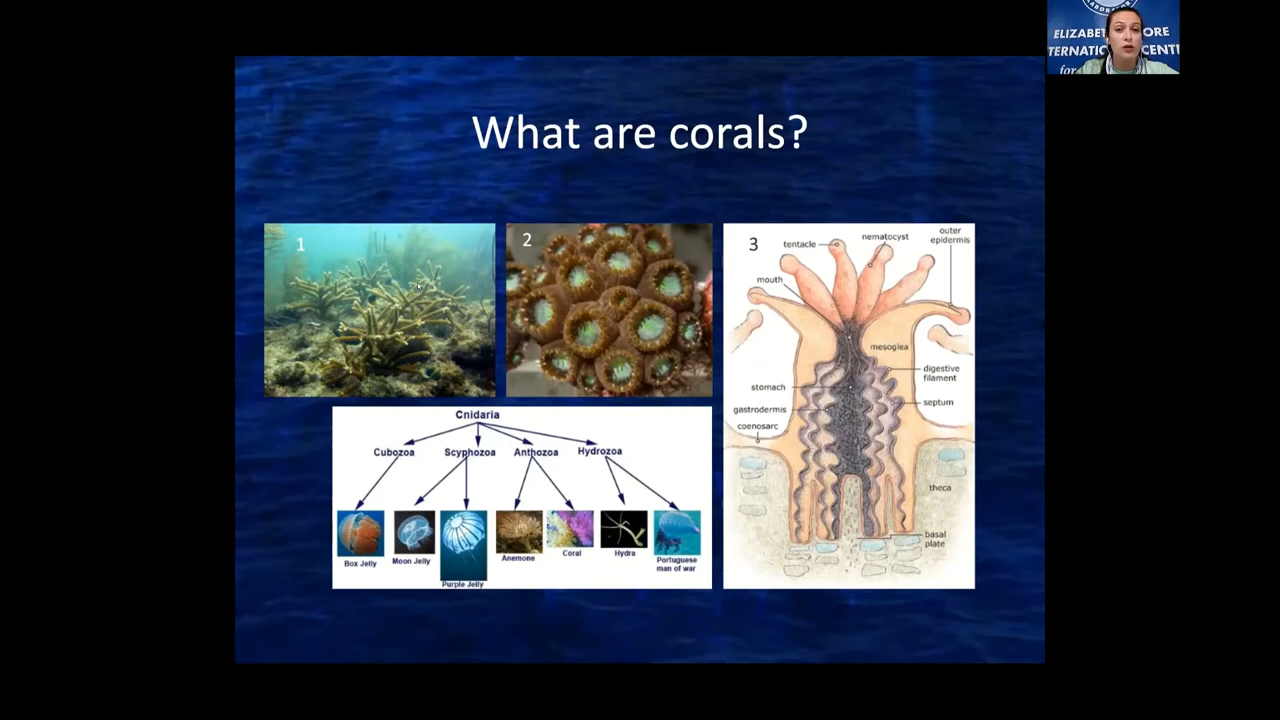 ELIZABET ORE
TERNATIO CENT
for
What are corals?
1
2
3
tentacle
nematocyst
outer
epidermis
mouth
mesoglea
digestive
filament
stomach
septum
gastrodermis
coenosarc
theca
basal
plate
Cnidaria
Cubozoa
Scyphozoa
Anthozoa
Hydrozoa
Box Jelly
Moon Jelly
Purple Jelly
Anemone
Coral
Hydra
Portuguese
man of war